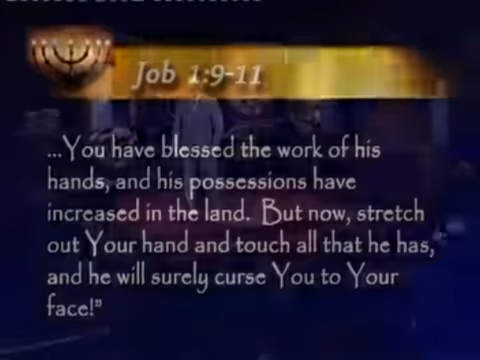 Job 1:9-11
...You have blessed the work of his
hands, and his possessions have
increased in the land. But now, stretch
out Your hand and touch all that he has,
and he will surely curse You to Your
face!"